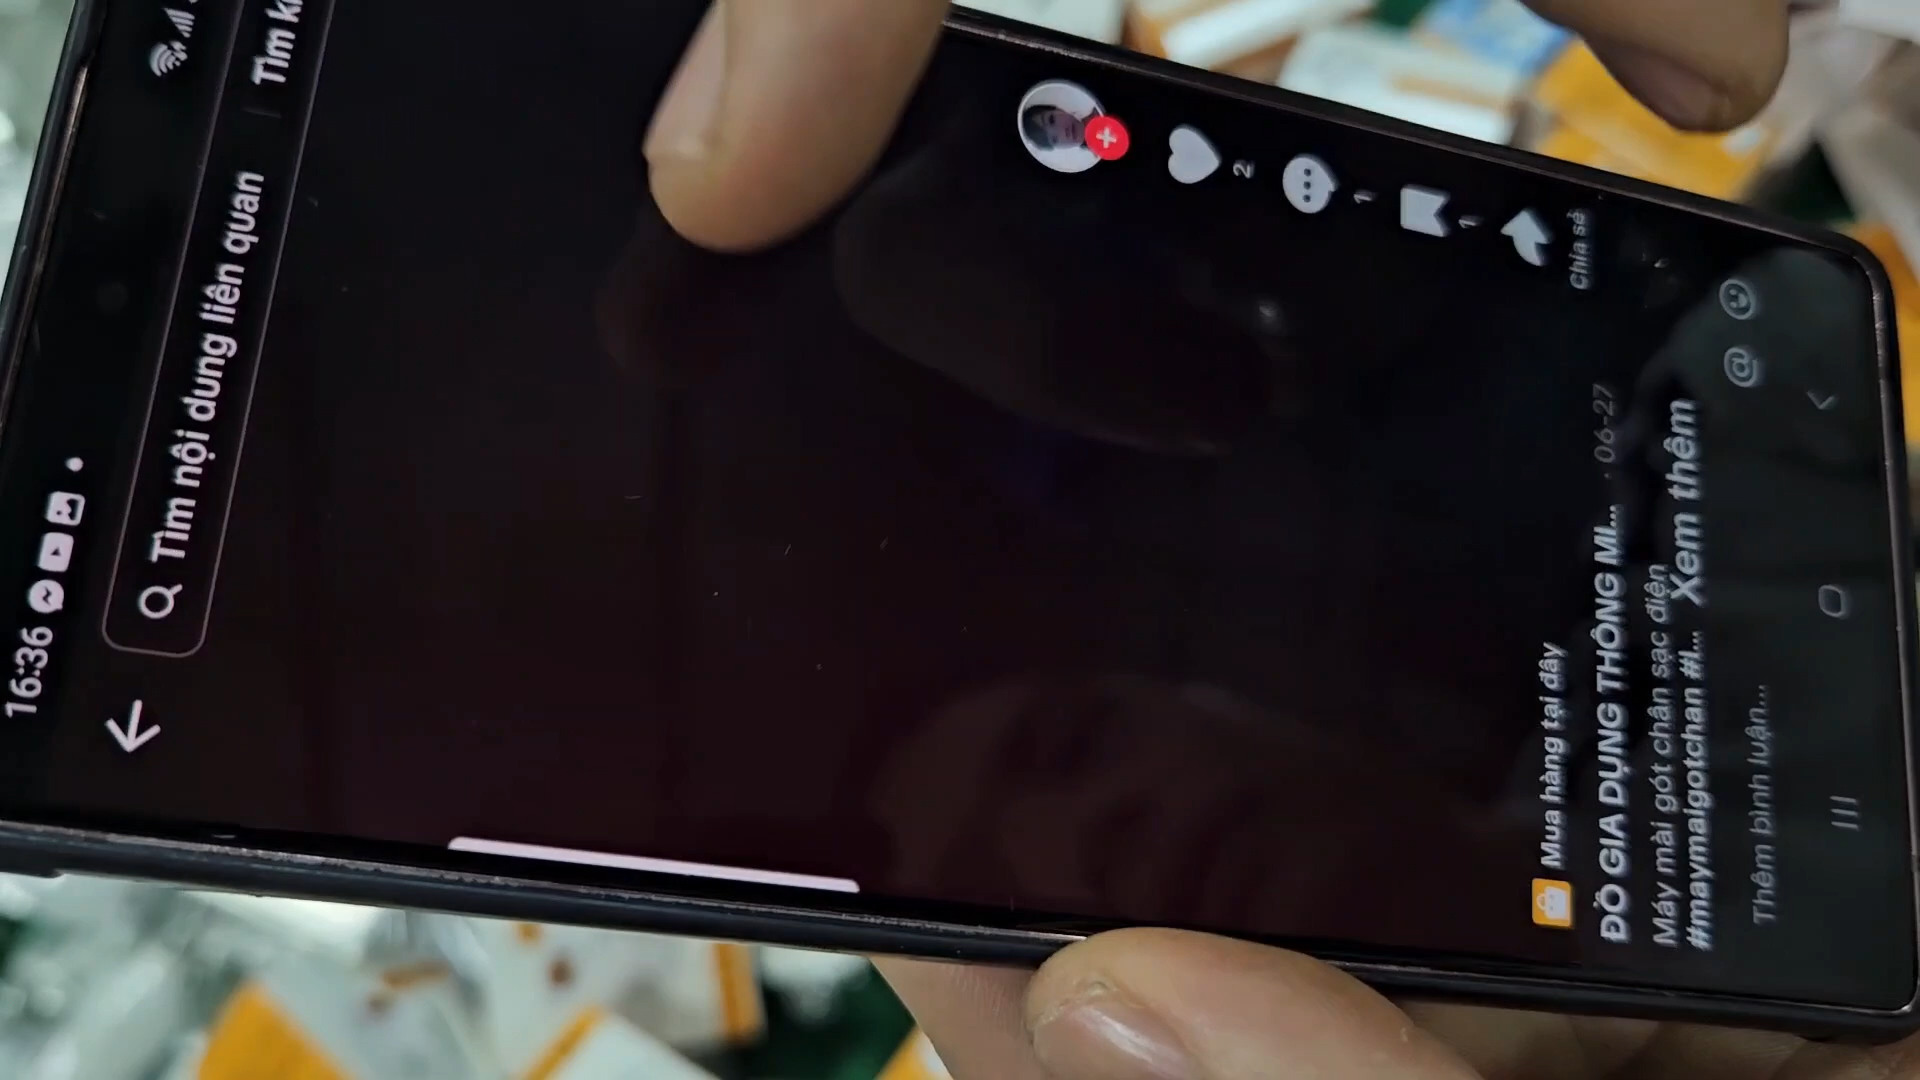 16:36
Tìm nội dung liên quan
Tìm
2
1
1
Chia sẻ
Mua hàng tại đây
ĐỒ GIA DỤNG THÔNG MI... · 06-27
Máy mài gót chân sạc điện
#maymaigotchan #l... Xem thêm
Thêm bình luận...
@